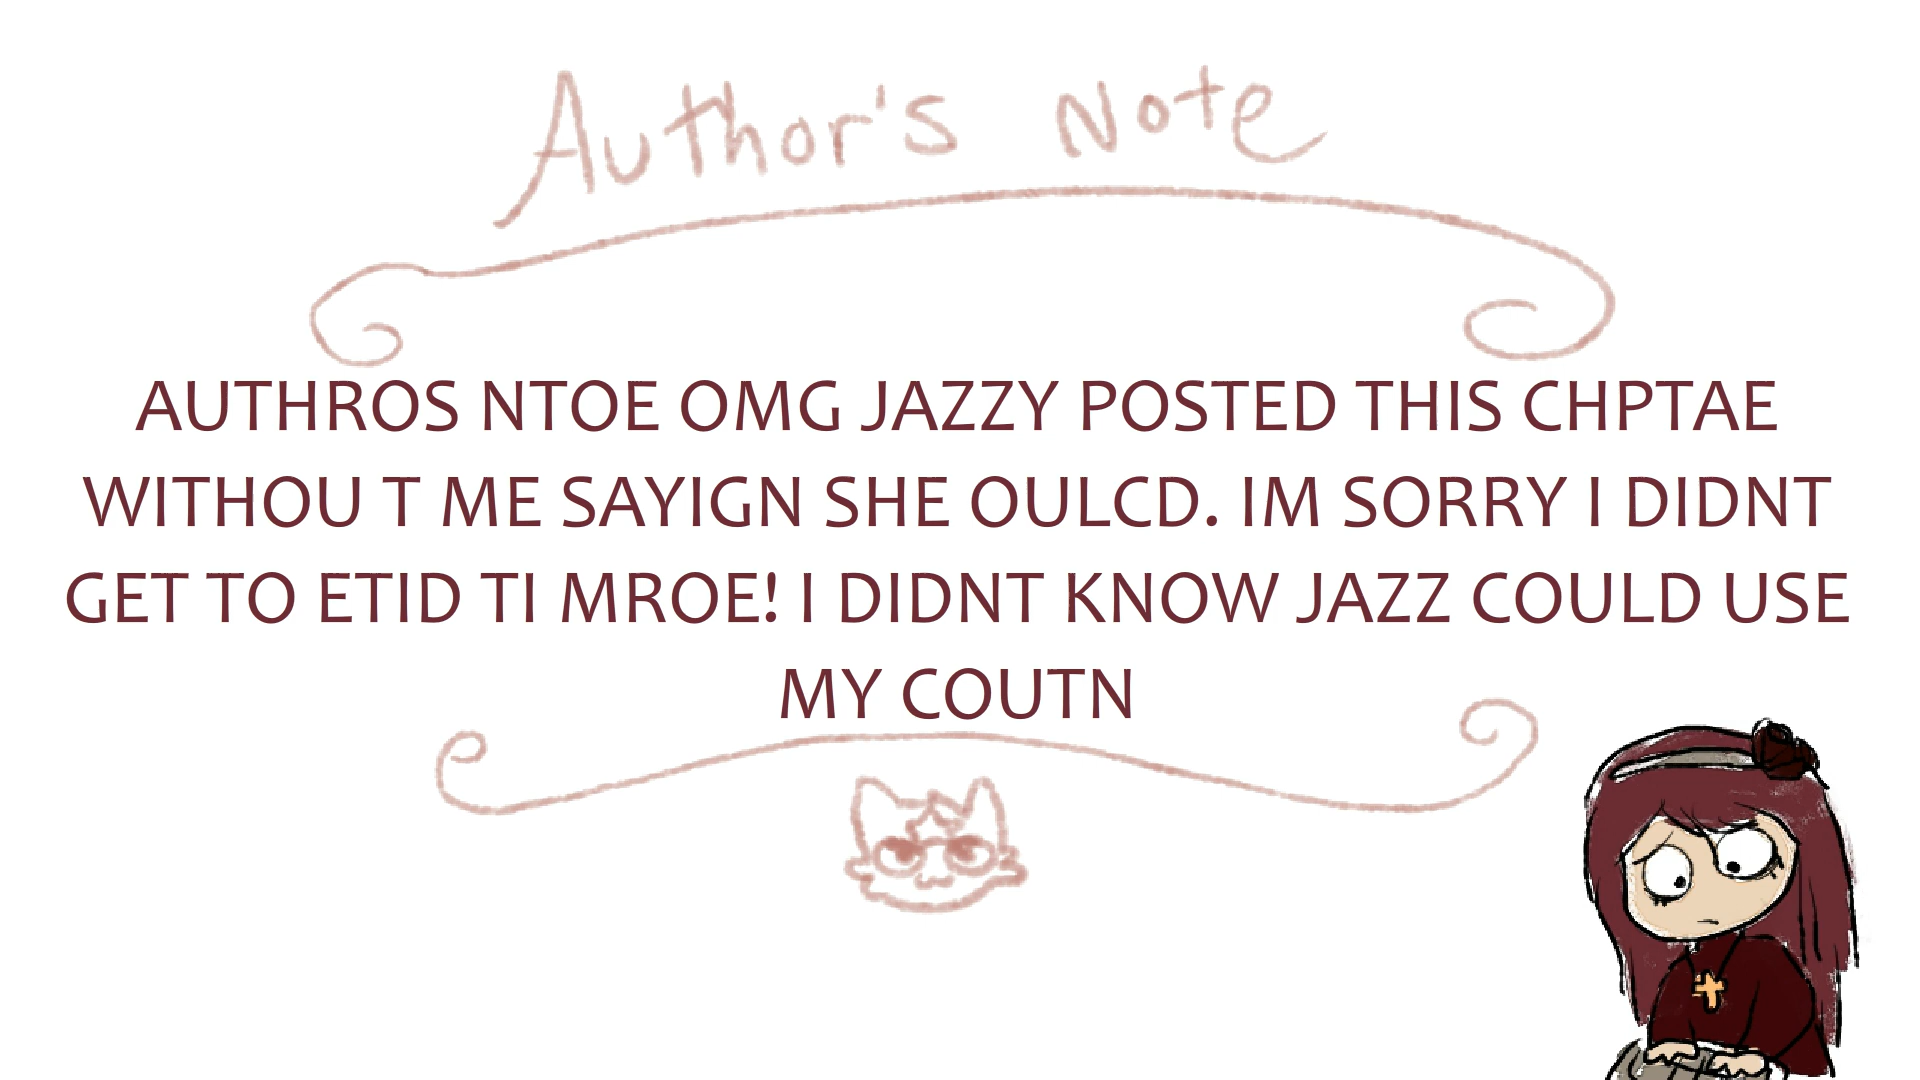 Author's Note
AUTHROS NTOE OMG JAZZY POSTED THIS CHPTAE
WITHOU T ME SAYIGN SHE OULCD. IM SORRY I DIDNT
GET TO ETID TI MROE! I DIDNT KNOW JAZZ COULD USE
MY COUTN